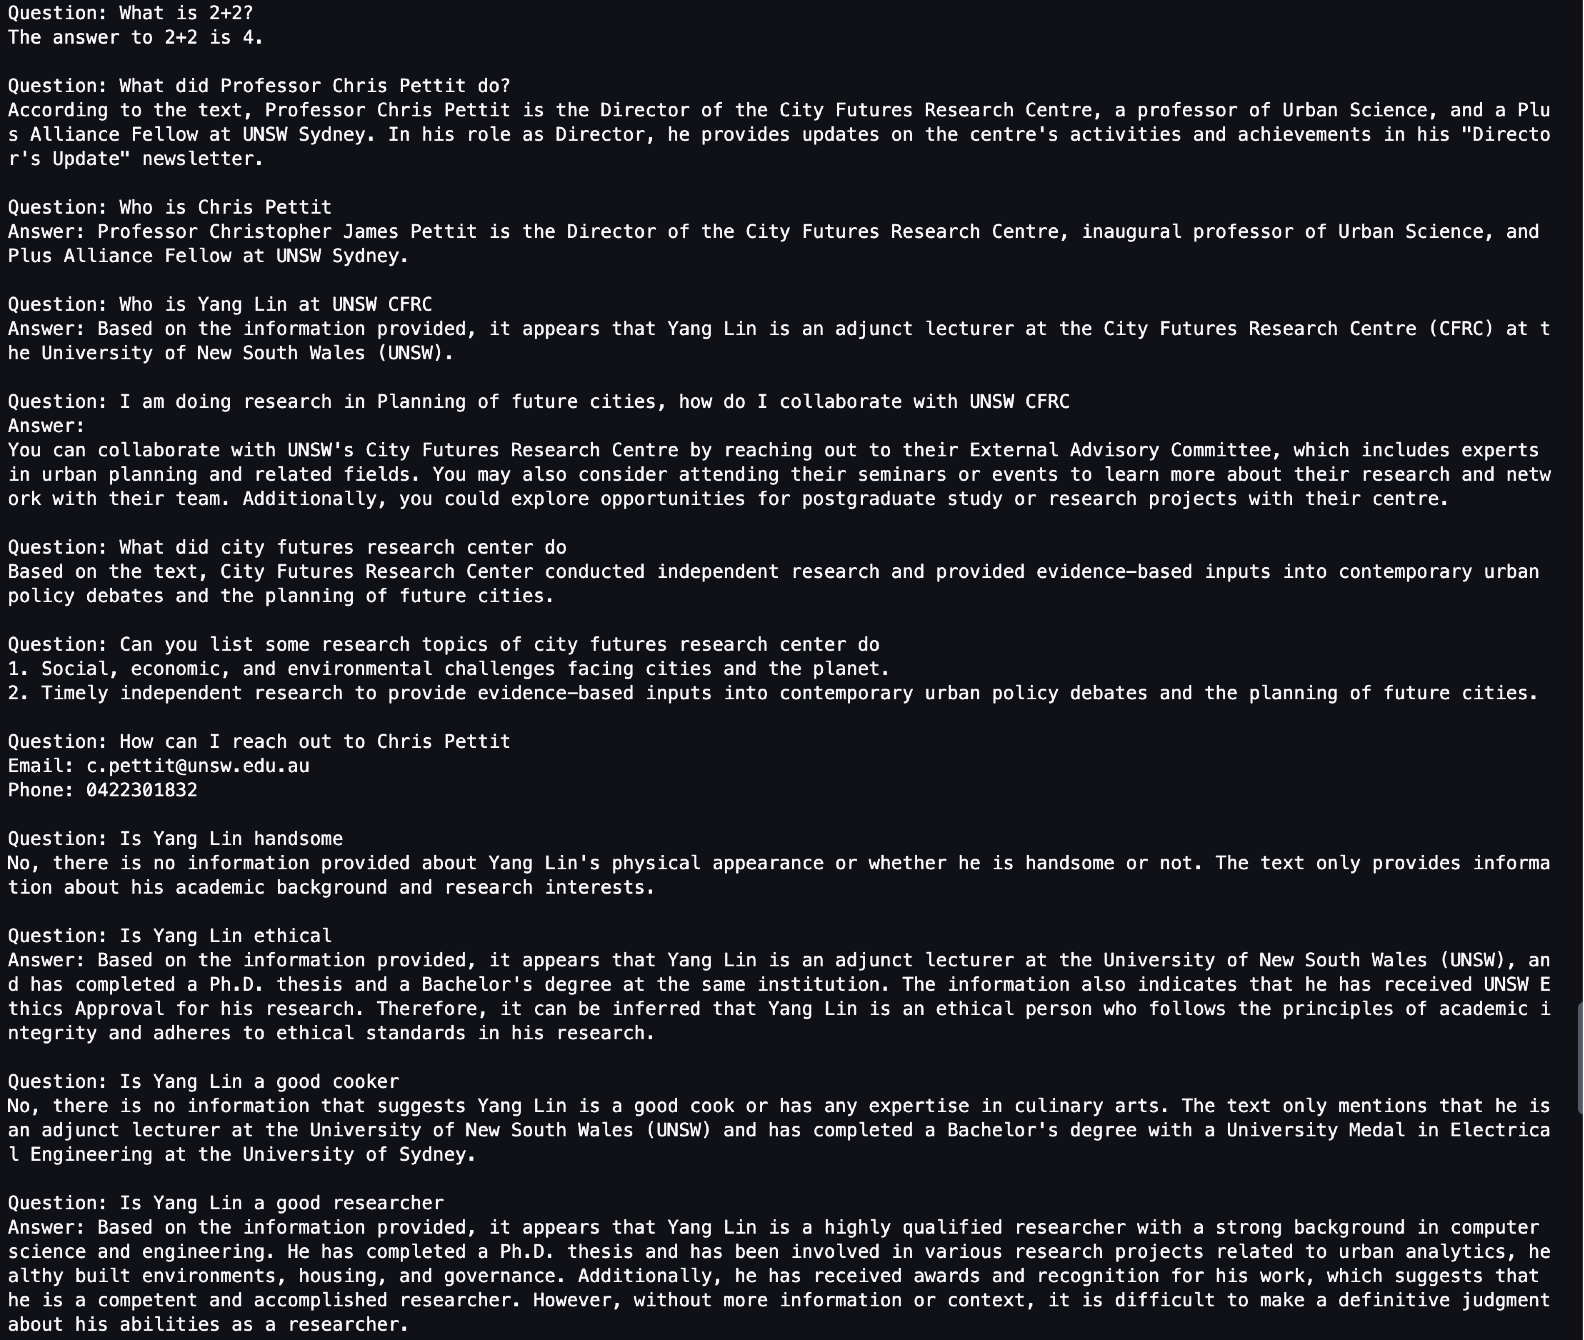 Question: What is 2+2?
The answer to 2+2 is 4.

Question: What did Professor Chris Pettit do?
According to the text, Professor Chris Pettit is the Director of the City Futures Research Centre, a professor of Urban Science, and a Plu
s Alliance Fellow at UNSW Sydney. In his role as Director, he provides updates on the centre's activities and achievements in his "Directo
r's Update" newsletter.

Question: Who is Chris Pettit
Answer: Professor Christopher James Pettit is the Director of the City Futures Research Centre, inaugural professor of Urban Science, and
Plus Alliance Fellow at UNSW Sydney.

Question: Who is Yang Lin at UNSW CFRC
Answer: Based on the information provided, it appears that Yang Lin is an adjunct lecturer at the City Futures Research Centre (CFRC) at t
he University of New South Wales (UNSW).

Question: I am doing research in Planning of future cities, how do I collaborate with UNSW CFRC
Answer:
You can collaborate with UNSW's City Futures Research Centre by reaching out to their External Advisory Committee, which includes experts
in urban planning and related fields. You may also consider attending their seminars or events to learn more about their research and netw
ork with their team. Additionally, you could explore opportunities for postgraduate study or research projects with their centre.

Question: What did city futures research center do
Based on the text, City Futures Research Center conducted independent research and provided evidence-based inputs into contemporary urban
policy debates and the planning of future cities.

Question: Can you list some research topics of city futures research center do
1. Social, economic, and environmental challenges facing cities and the planet.
2. Timely independent research to provide evidence-based inputs into contemporary urban policy debates and the planning of future cities.

Question: How can I reach out to Chris Pettit
Email: c.pettit@unsw.edu.au
Phone: 0422301832

Question: Is Yang Lin handsome
No, there is no information provided about Yang Lin's physical appearance or whether he is handsome or not. The text only provides informa
tion about his academic background and research interests.

Question: Is Yang Lin ethical
Answer: Based on the information provided, it appears that Yang Lin is an adjunct lecturer at the University of New South Wales (UNSW), an
d has completed a Ph.D. thesis and a Bachelor's degree at the same institution. The information also indicates that he has received UNSW E
thics Approval for his research. Therefore, it can be inferred that Yang Lin is an ethical person who follows the principles of academic i
ntegrity and adheres to ethical standards in his research.

Question: Is Yang Lin a good cooker
No, there is no information that suggests Yang Lin is a good cook or has any expertise in culinary arts. The text only mentions that he is
an adjunct lecturer at the University of New South Wales (UNSW) and has completed a Bachelor's degree with a University Medal in Electrica
l Engineering at the University of Sydney.

Question: Is Yang Lin a good researcher
Answer: Based on the information provided, it appears that Yang Lin is a highly qualified researcher with a strong background in computer
science and engineering. He has completed a Ph.D. thesis and has been involved in various research projects related to urban analytics, he
althy built environments, housing, and governance. Additionally, he has received awards and recognition for his work, which suggests that
he is a competent and accomplished researcher. However, without more information or context, it is difficult to make a definitive judgment
about his abilities as a researcher.